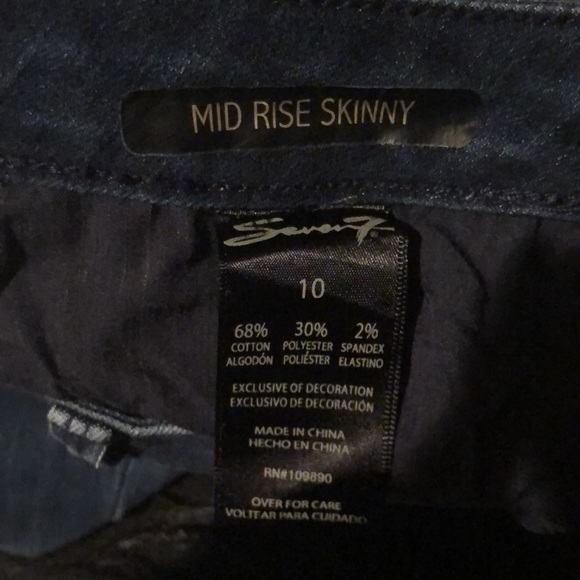 MID RISE SKINNY
Seven7
10
68% 30% 2%
COTTON POLYESTER SPANDEX
ALGODÓN POLIÉSTER ELASTINO
EXCLUSIVE OF DECORATION
EXCLUSIVO DE DECORACIÓN
MADE IN CHINA
HECHO EN CHINA
RN#109890
OVER FOR CARE
VOLTEAR PARA CUIDADO